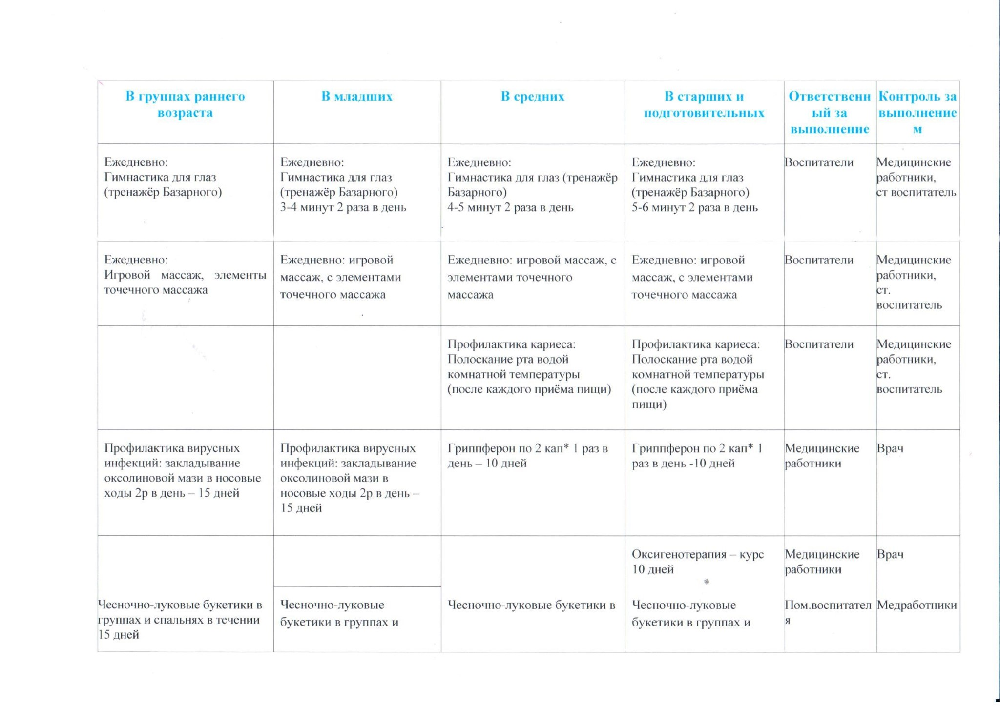 В группах раннего
возраста
В младших
В средних
В старших и
подготовительных
Ответственн
ый за
выполнение
Контроль за
выполнение
м
Ежедневно:
Гимнастика для глаз
(тренажёр Базарного)
Ежедневно:
Гимнастика для глаз
(тренажёр Базарного)
3-4 минут 2 раза в день
Ежедневно:
Гимнастика для глаз (тренажёр
Базарного)
4-5 минут 2 раза в день
Ежедневно:
Гимнастика для глаз
(тренажёр Базарного)
5-6 минут 2 раза в день
Воспитатели
Медицинские
работники,
ст воспитатель
Ежедневно:
Игровой массаж, элементы
точечного массажа
Ежедневно: игровой
массаж, с элементами
точечного массажа
Ежедневно: игровой массаж, с
элементами точечного
массажа
Ежедневно: игровой
массаж, с элементами
точечного массажа
Воспитатели
Медицинские
работники,
ст.
воспитатель
Профилактика кариеса:
Полоскание рта водой
комнатной температуры
(после каждого приёма пищи)
Профилактика кариеса:
Полоскание рта водой
комнатной температуры
(после каждого приёма
пищи)
Воспитатели
Медицинские
работники,
ст.
воспитатель
Профилактика вирусных
инфекций: закладывание
оксолиновой мази в носовые
ходы 2р в день – 15 дней
Профилактика вирусных
инфекций: закладывание
оксолиновой мази в
носовые ходы 2р в день –
15 дней
Гриппферон по 2 кап* 1 раз в
день – 10 дней
Гриппферон по 2 кап* 1
раз в день -10 дней
Медицинские
работники
Врач
Оксигенотерапия – курс
10 дней
Медицинские
работники
Врач
Чесночно-луковые букетики в
группах и спальнях в течении
15 дней
Чесночно-луковые
букетики в группах и
Чесночно-луковые букетики в
Чесночно-луковые
букетики в группах и
Пом.воспитател
я
Медработники